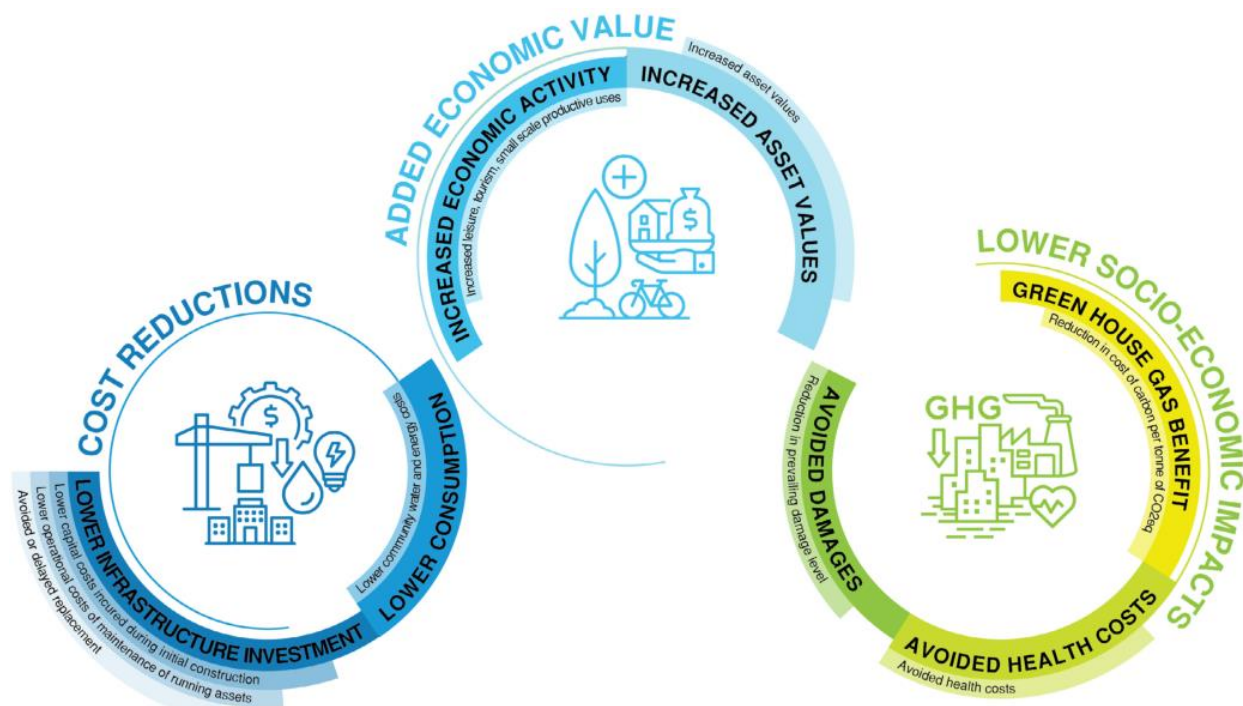 COST REDUCTIONS
LOWER INFRASTRUCTURE INVESTMENT
Lower capital costs incured during initial construction
Lower operational costs of maintenance of running assets
Avoided or delayed replacement
LOWER CONSUMPTION
Lower community water and energy costs
$
ADDED ECONOMIC VALUE
INCREASED ECONOMIC ACTIVITY
Increased leisure, tourism, small scale productive uses
INCREASED ASSET VALUES
Increased asset values
$
LOWER SOCIO-ECONOMIC IMPACTS
AVOIDED DAMAGES
Reduction in prevailing damage level
AVOIDED HEALTH COSTS
Avoided health costs
GREEN HOUSE GAS BENEFIT
Reduction in cost of carbon per tonne of CO2eq
GHG